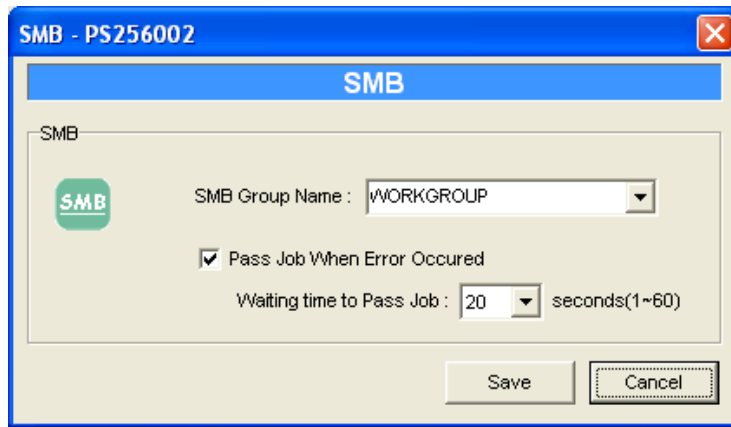 SMB - PS256002
SMB
SMB
SMB
SMB Group Name : WORKGROUP
Pass Job When Error Occured
Waiting time to Pass Job : 20 seconds(1~60)
Save Cancel